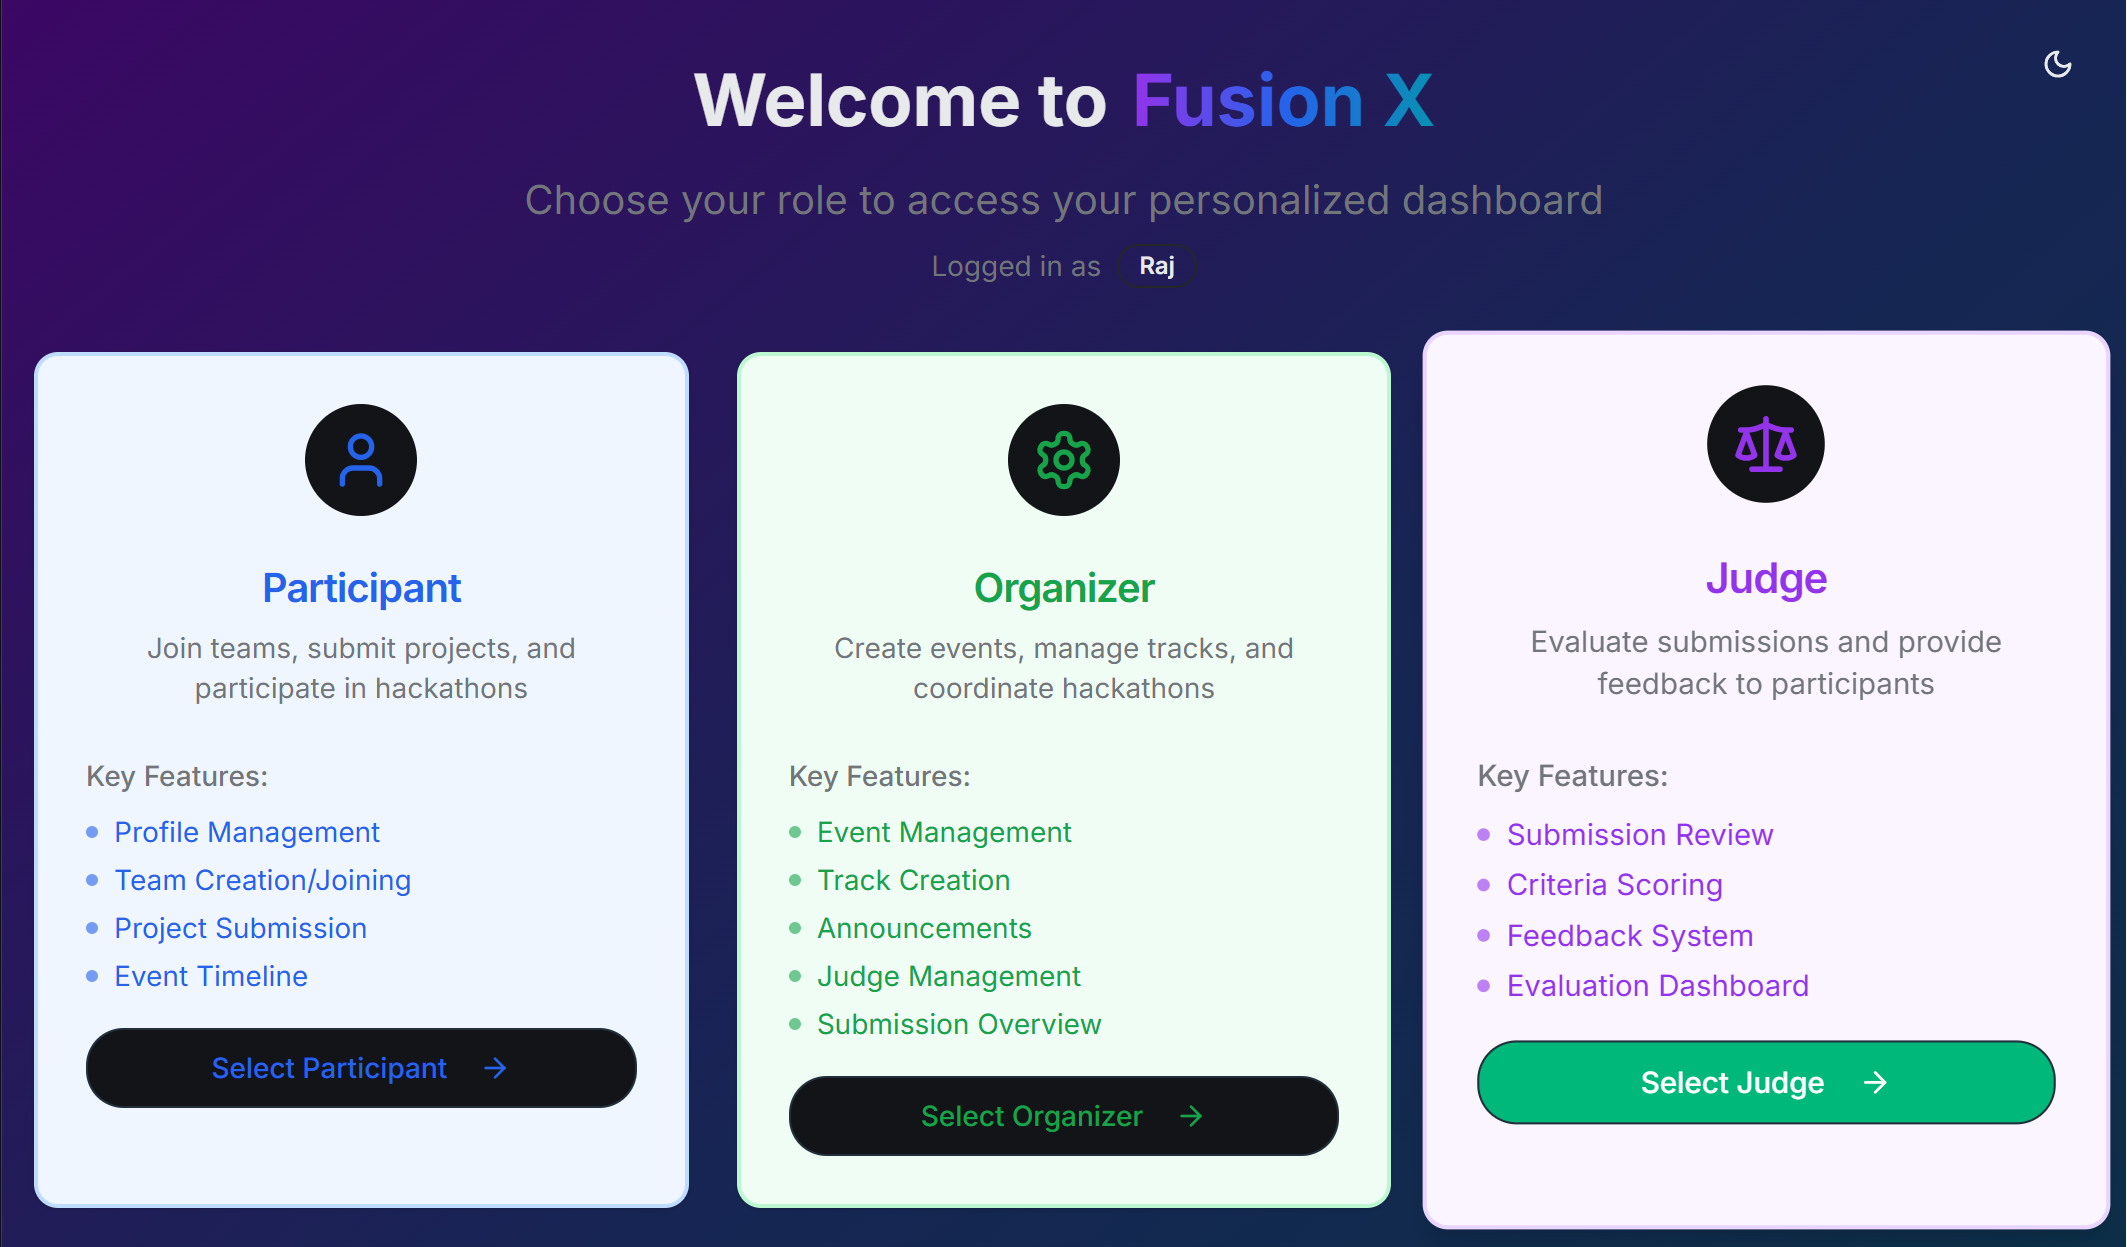 Welcome to Fusion X
Choose your role to access your personalized dashboard
Logged in as Raj
Participant
Join teams, submit projects, and
participate in hackathons
Key Features:
Profile Management
Team Creation/Joining
Project Submission
Event Timeline
Select Participant
Organizer
Create events, manage tracks, and
coordinate hackathons
Key Features:
Event Management
Track Creation
Announcements
Judge Management
Submission Overview
Select Organizer
Judge
Evaluate submissions and provide
feedback to participants
Key Features:
Submission Review
Criteria Scoring
Feedback System
Evaluation Dashboard
Select Judge